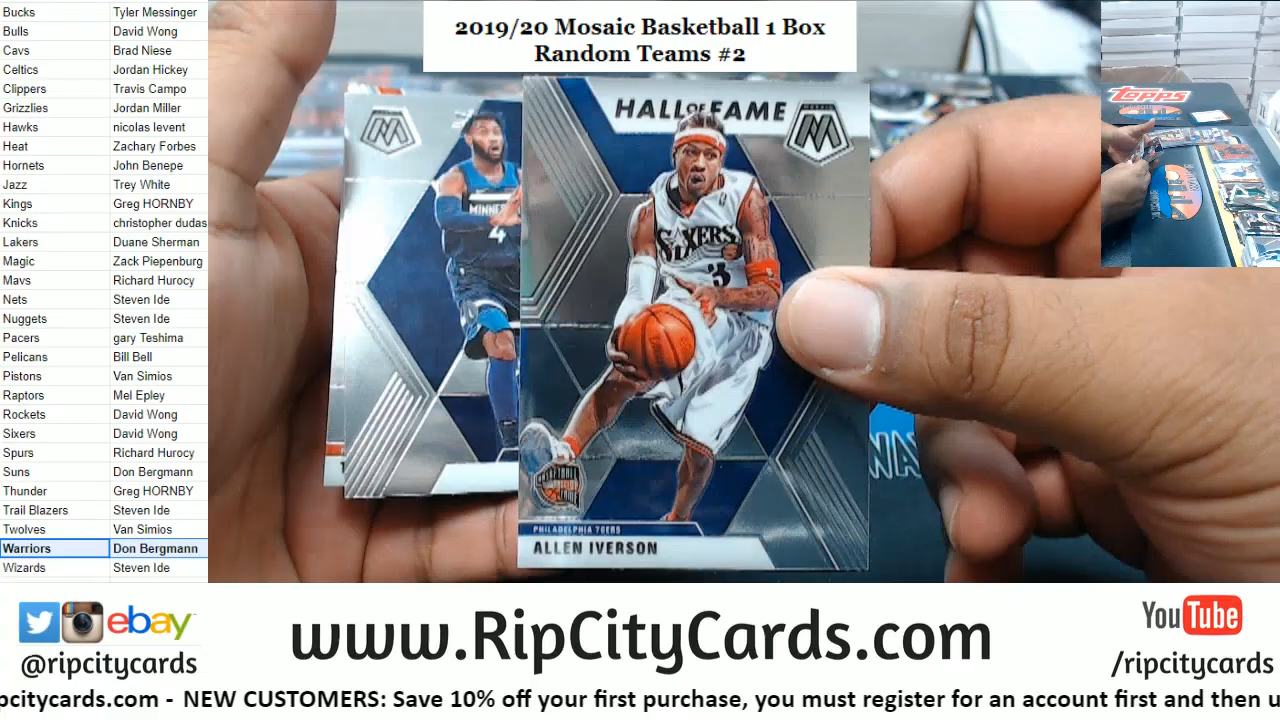 Bucks Tyler Messinger
Bulls David Wong
Cavs Brad Niese
Celtics Jordan Hickey
Clippers Travis Campo
Grizzlies Jordan Miller
Hawks nicolas levent
Heat Zachary Forbes
Hornets John Benepe
Jazz Trey White
Kings Greg HORNBY
Knicks christopher dudas
Lakers Duane Sherman
Magic Zack Piepenburg
Mavs Richard Hurocy
Nets Steven Ide
Nuggets Steven Ide
Pacers gary Teshima
Pelicans Bill Bell
Pistons Van Simios
Raptors Mel Epley
Rockets David Wong
Sixers David Wong
Spurs Richard Hurocy
Suns Don Bergmann
Thunder Greg HORNBY
Trail Blazers Steven Ide
Twolves Van Simios
Warriors Don Bergmann
Wizards Steven Ide
2019/20 Mosaic Basketball 1 Box
Random Teams #2
HALL OF FAME
MOSAIC
MINNE
4
SIXERS
3
PHILADELPHIA 76ERS
ALLEN IVERSON
Topps
ebay
@ripcitycards
www.RipCityCards.com
YouTube
/ripcitycards
pcitycards.com - NEW CUSTOMERS: Save 10% off your first purchase, you must register for an account first and then u